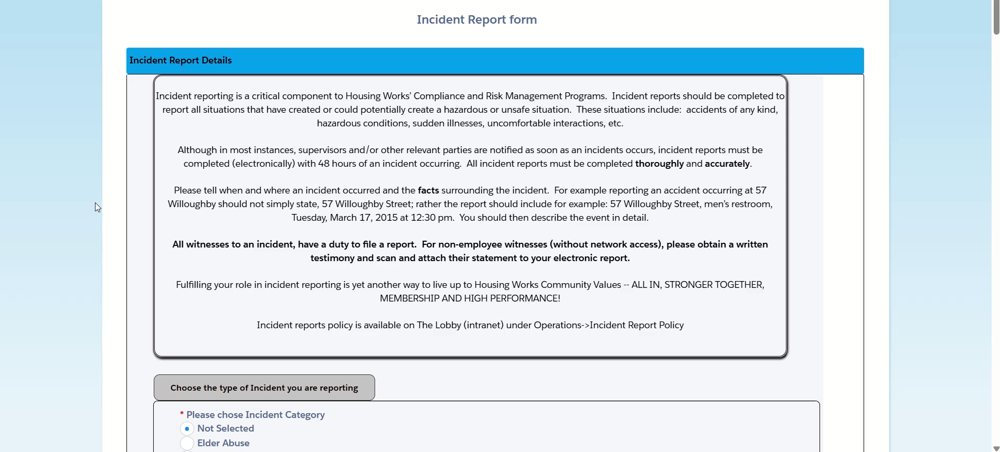 Incident Report form
Incident Report Details
Incident reporting is a critical component to Housing Works’ Compliance and Risk Management Programs.  Incident reports should be completed to
report all situations that have created or could potentially create a hazardous or unsafe situation.  These situations include:  accidents of any kind,
hazardous conditions, sudden illnesses, uncomfortable interactions, etc.
Although in most instances, supervisors and/or other relevant parties are notified as soon as an incidents occurs, incident reports must be
completed (electronically) with 48 hours of an incident occurring.  All incident reports must be completed thoroughly and accurately.
Please tell when and where an incident occurred and the facts surrounding the incident.  For example reporting an accident occurring at 57
Willoughby should not simply state, 57 Willoughby Street; rather the report should include for example: 57 Willoughby Street, men’s restroom,
Tuesday, March 17, 2015 at 12:30 pm.  You should then describe the event in detail.
All witnesses to an incident, have a duty to file a report.  For non-employee witnesses (without network access), please obtain a written
testimony and scan and attach their statement to your electronic report.
Fulfilling your role in incident reporting is yet another way to live up to Housing Works Community Values -- ALL IN, STRONGER TOGETHER,
MEMBERSHIP AND HIGH PERFORMANCE!
Incident reports policy is available on The Lobby (intranet) under Operations->Incident Report Policy
Choose the type of Incident you are reporting
* Please chose Incident Category
Not Selected
Elder Abuse